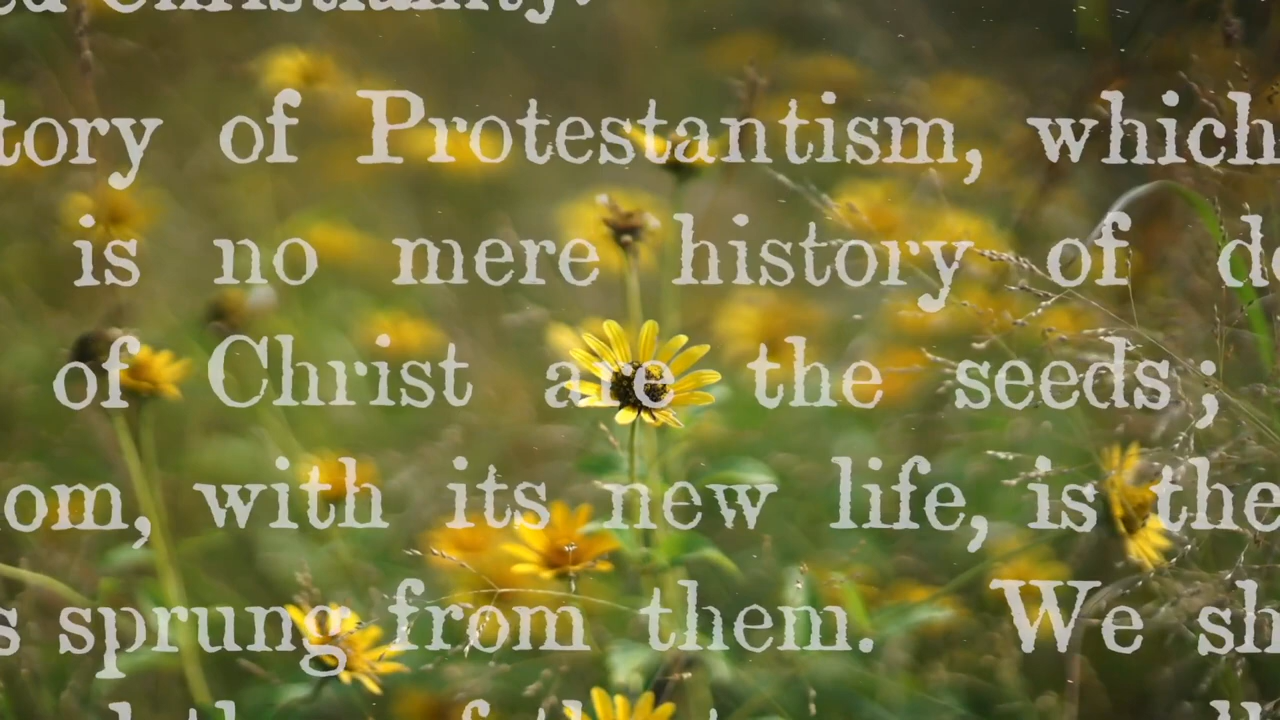 Christianity.
tory of Protestantism, which
is no mere history of
of Christ are the seeds;
om, with its new life, is the
s sprung from them. We sh